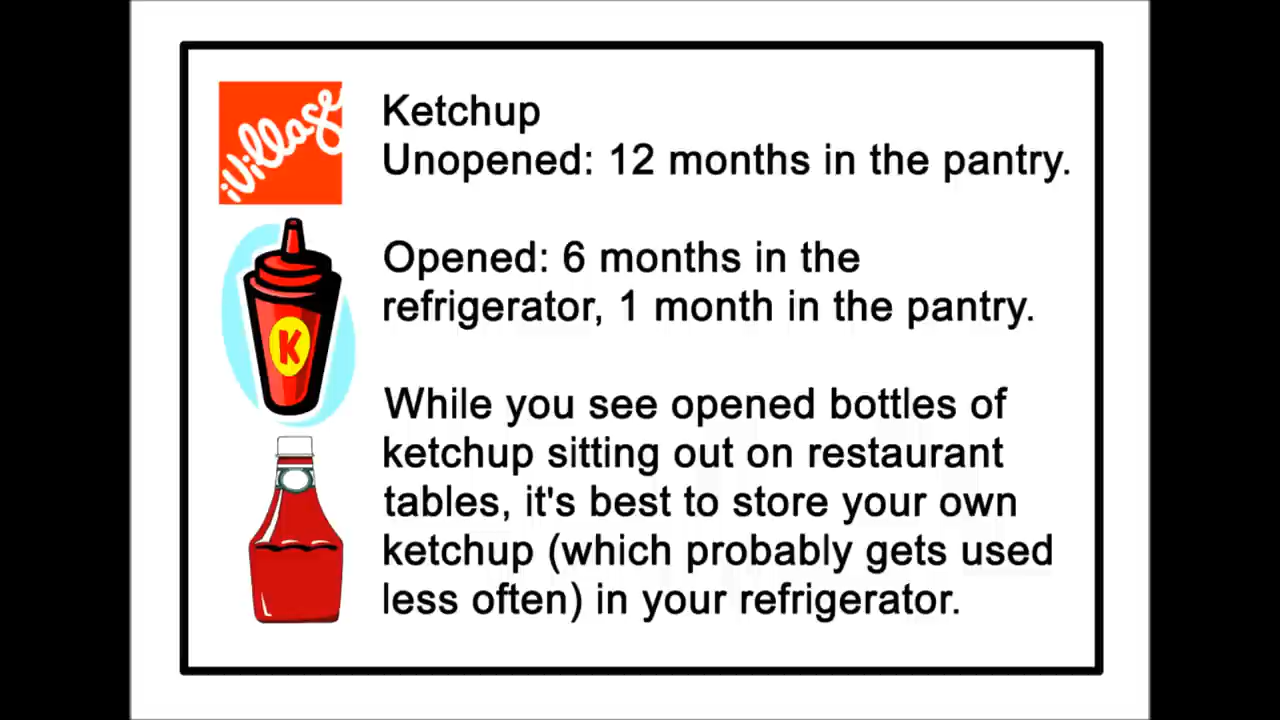 iVillage
Ketchup
Unopened: 12 months in the pantry.
Opened: 6 months in the
refrigerator, 1 month in the pantry.
K
While you see opened bottles of
ketchup sitting out on restaurant
tables, it's best to store your own
ketchup (which probably gets used
less often) in your refrigerator.